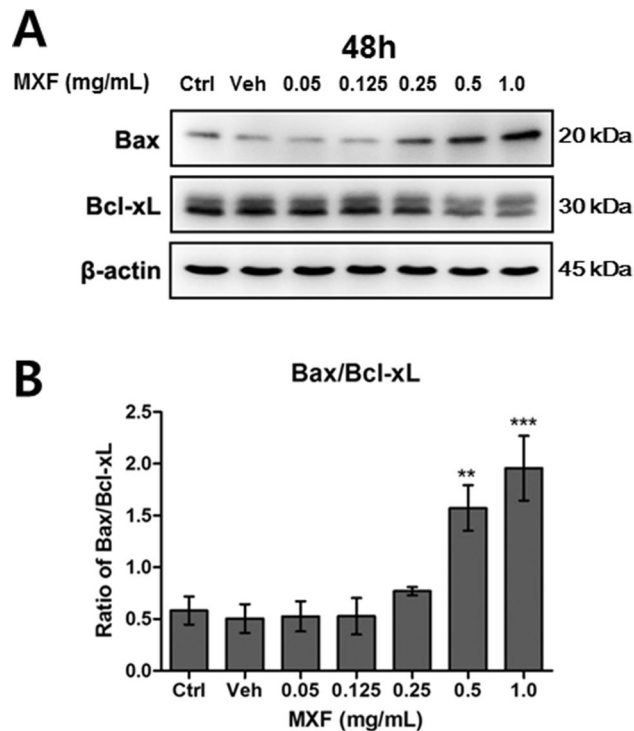 A
48h
MXF (mg/mL) Ctrl Veh 0.05 0.125 0.25 0.5 1.0
Bax 20 kDa
Bcl-xL 30 kDa
β-actin 45 kDa
B
Bax/Bcl-xL
Ratio of Bax/Bcl-xL
2.5
2.0
1.5
1.0
0.5
0.0
** ***
Ctrl Veh 0.05 0.125 0.25 0.5 1.0
MXF (mg/mL)